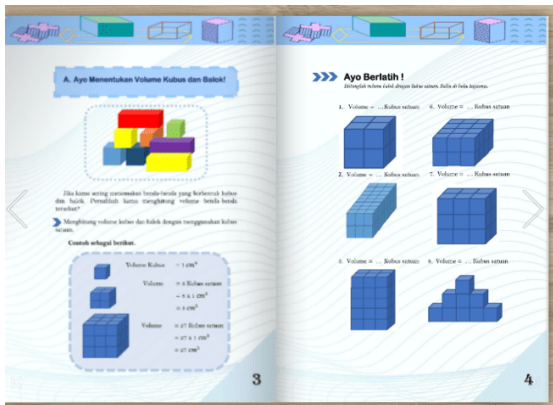 A. Ayo Menentukan Volume Kubus dan Balok!
Jika kamu sering menemukan benda-benda yang berbentuk kubus
dan balok. Pernahkah kamu menghitung volume benda-benda
tersebut?
Menghitung volume kubus dan balok dengan menggunakan kubus
satuan.
Contoh sebagai berikut.
Volume Kubus = 1 cm³
Volume = 8 Kubus satuan
= 8 x 1 cm³
= 8 cm³
Volume = 27 Kubus satuan
= 27 x 1 cm³
= 27 cm³
3
Ayo Berlatih !
1. Volume = ... Kubus satuan
6. Volume = ... Kubus satuan
2. Volume = ... Kubus satuan
7. Volume = ... Kubus satuan
3. Volume = ... Kubus satuan
8. Volume = ... Kubus satuan
4